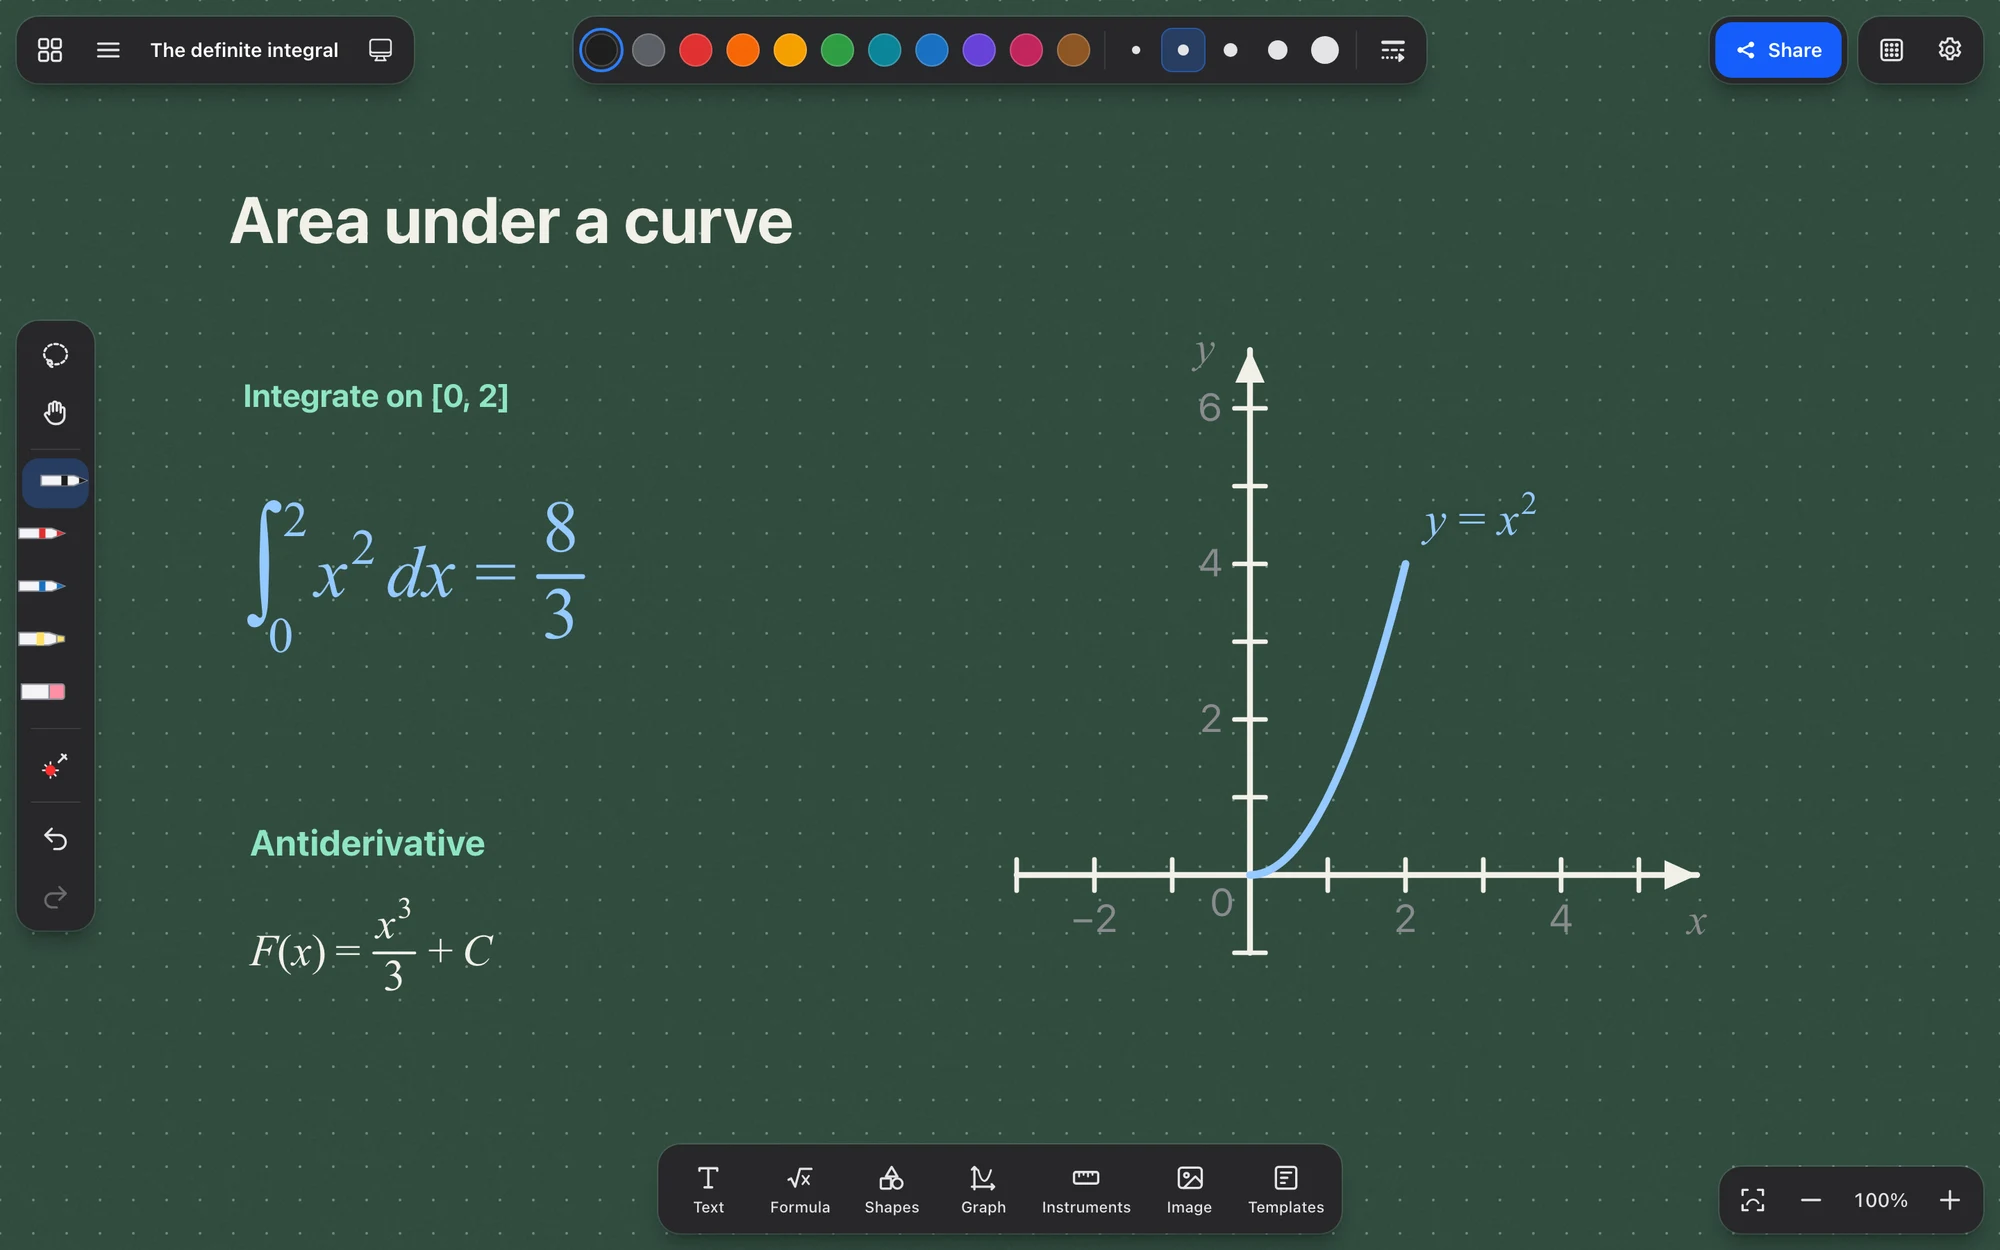 The definite integral
Share
Area under a curve
Integrate on [0, 2]
∫₀² x² dx = 8/3
Antiderivative
F(x) = x³/3 + C
y
6
4
2
y = x²
−2
0
2
4
x
Text
Formula
Shapes
Graph
Instruments
Image
Templates
100%